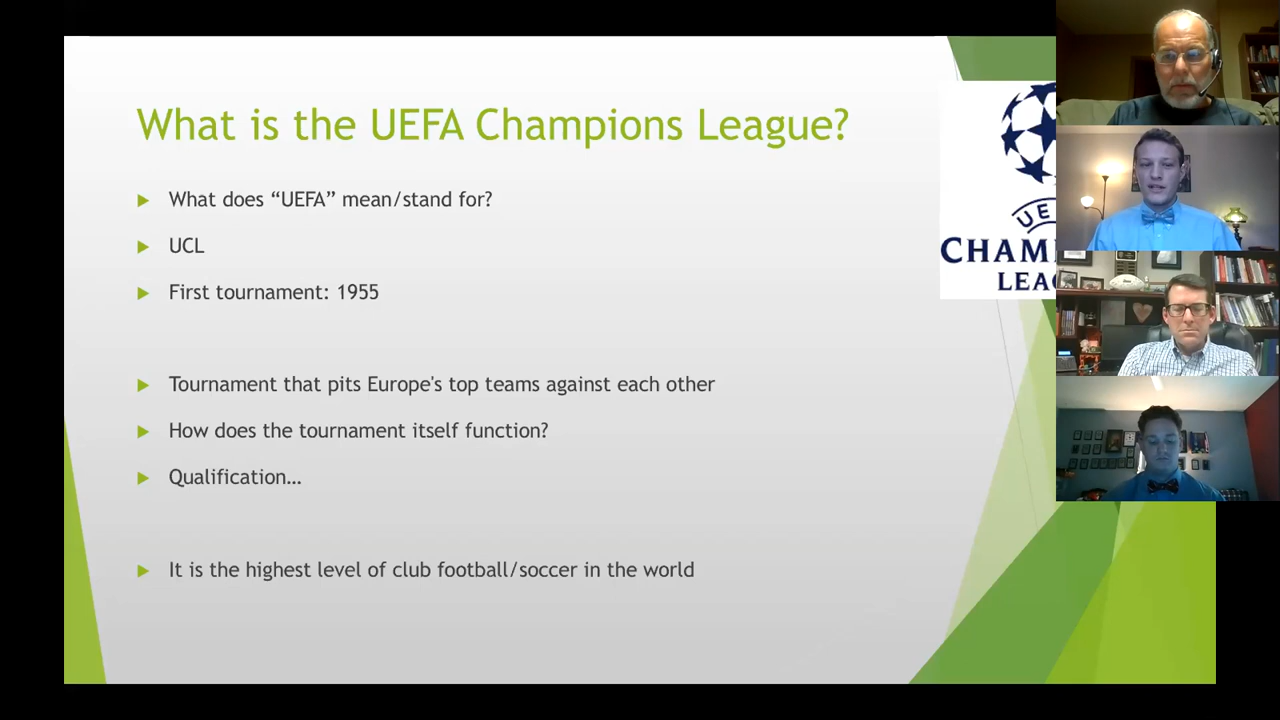 What is the UEFA Champions League?
What does “UEFA” mean/stand for?
UCL
First tournament: 1955
Tournament that pits Europe's top teams against each other
How does the tournament itself function?
Qualification…
It is the highest level of club football/soccer in the world